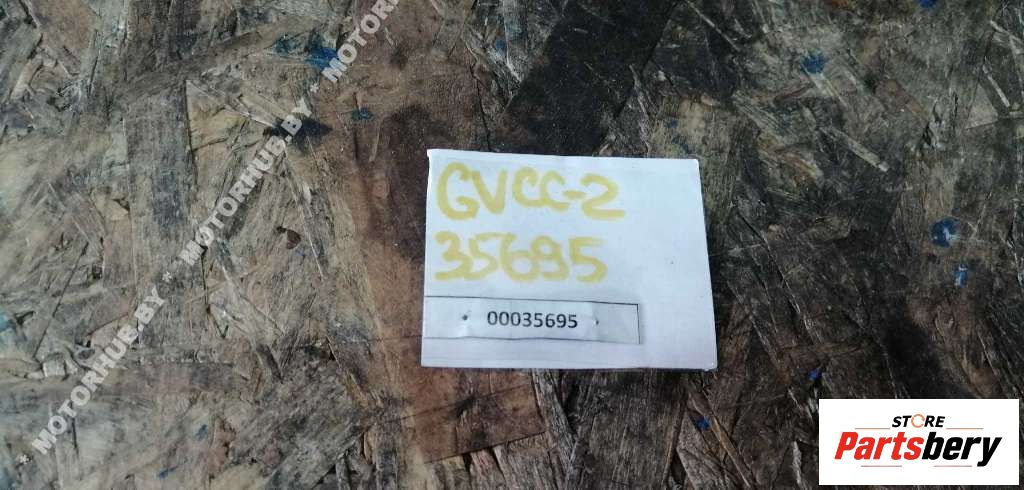 * MOTORHUB.BY * MOTORHUB.BY * MOTORHUB.BY
GVCC-2
35695
00035695
STORE
Partsbery